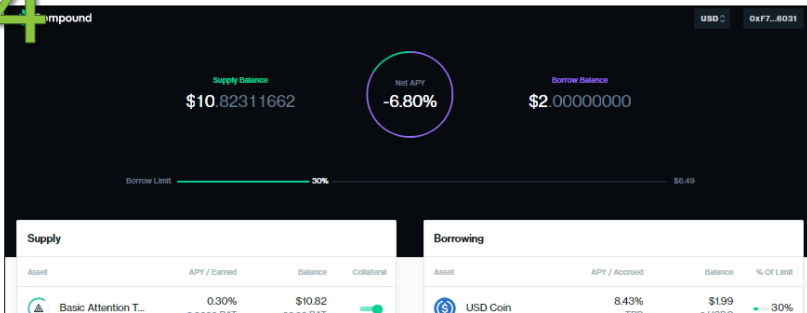 4
Compound
USD
0xF7...6031
Supply Balance
$10.82311662
Net APY
-6.80%
Borrow Balance
$2.00000000
Borrow Limit 30% $6.49
Supply
Asset APY / Earned Balance Collateral
Basic Attention T... 0.30% $10.82
Borrowing
Asset APY / Accrued Balance % Of Limit
USD Coin 8.43% $1.99 30%